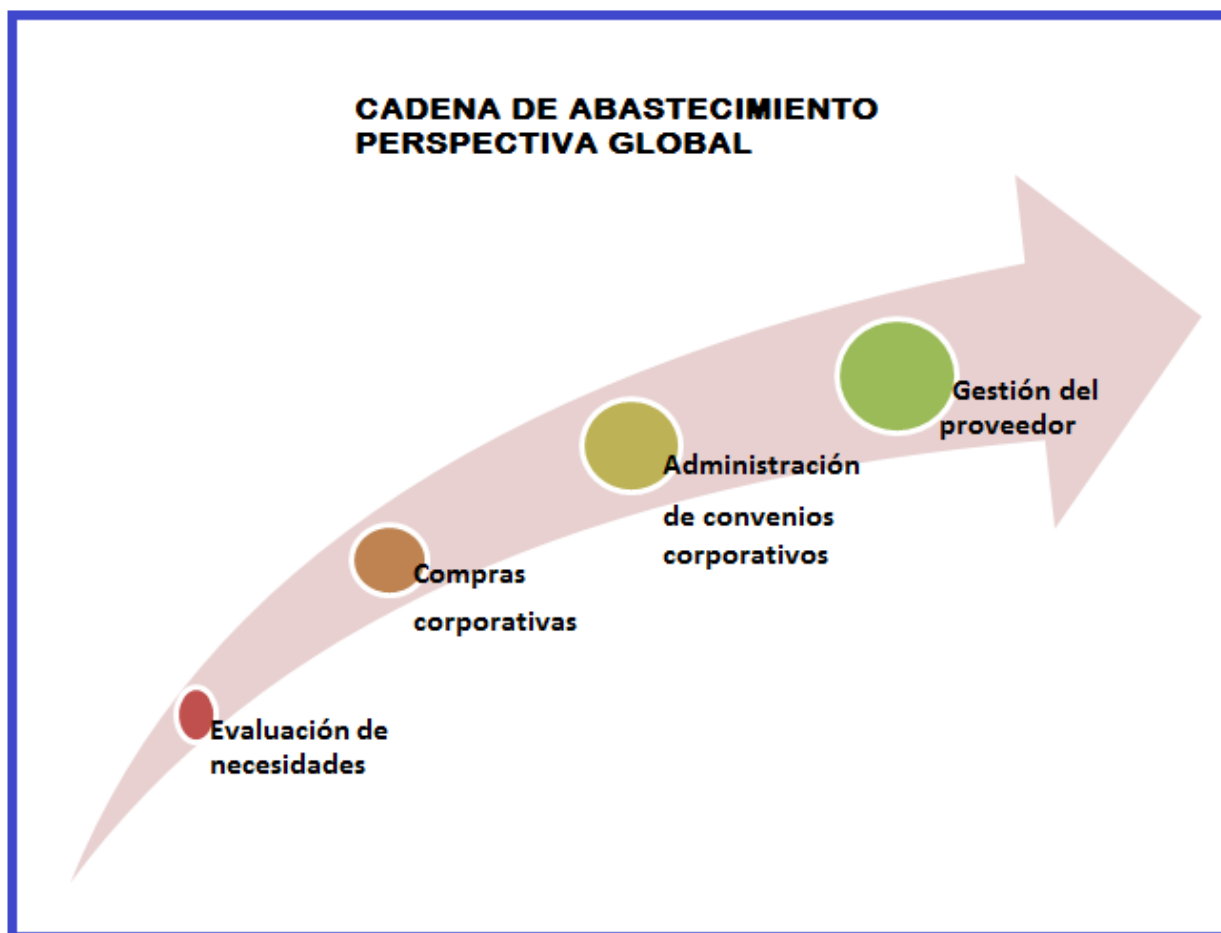 CADENA DE ABASTECIMIENTO
PERSPECTIVA GLOBAL
Evaluación de
necesidades
Compras
corporativas
Administración
de convenios
corporativos
Gestión del
proveedor